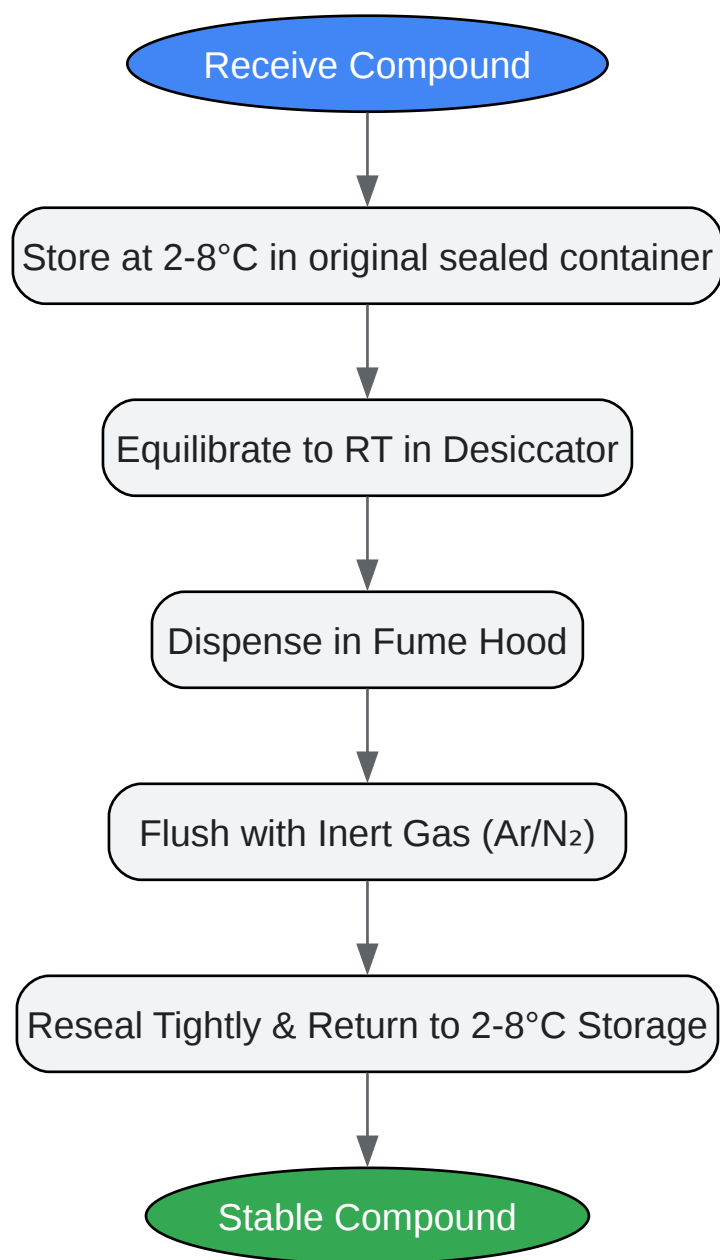 Receive Compound
Store at 2-8°C in original sealed container
Equilibrate to RT in Desiccator
Dispense in Fume Hood
Flush with Inert Gas (Ar/N₂)
Reseal Tightly & Return to 2-8°C Storage
Stable Compound